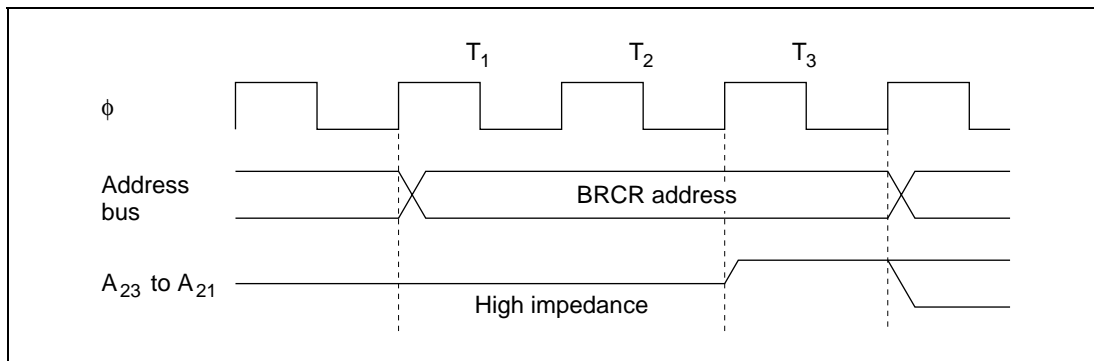 T1 T2 T3
φ
Address
bus
BRCR address
A23 to A21
High impedance